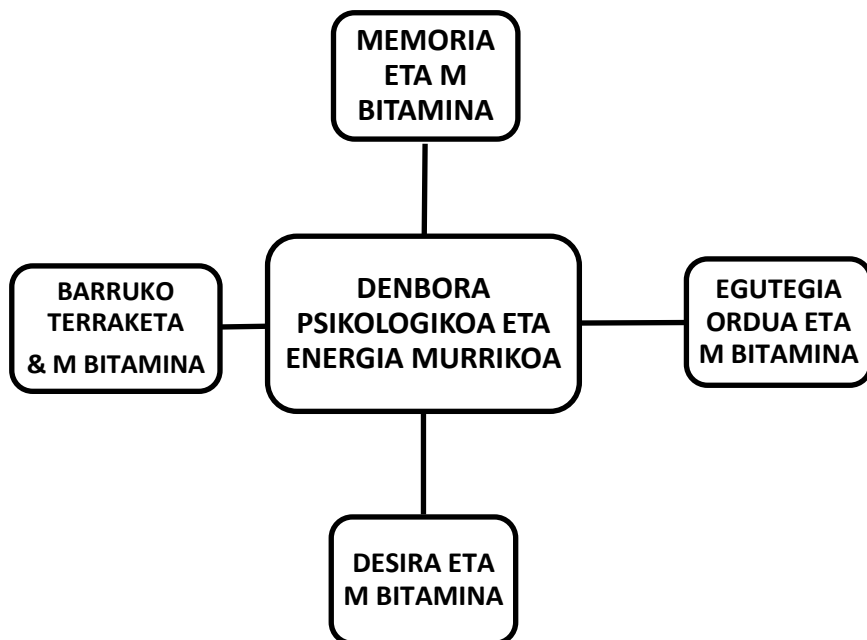 MEMORIA
ETA M
BITAMINA
BARRUKO
TERRAKETA
& M BITAMINA
DENBORA
PSIKOLOGIKOA ETA
ENERGIA MURRIKOA
EGUTEGIA
ORDUA ETA
M BITAMINA
DESIRA ETA
M BITAMINA